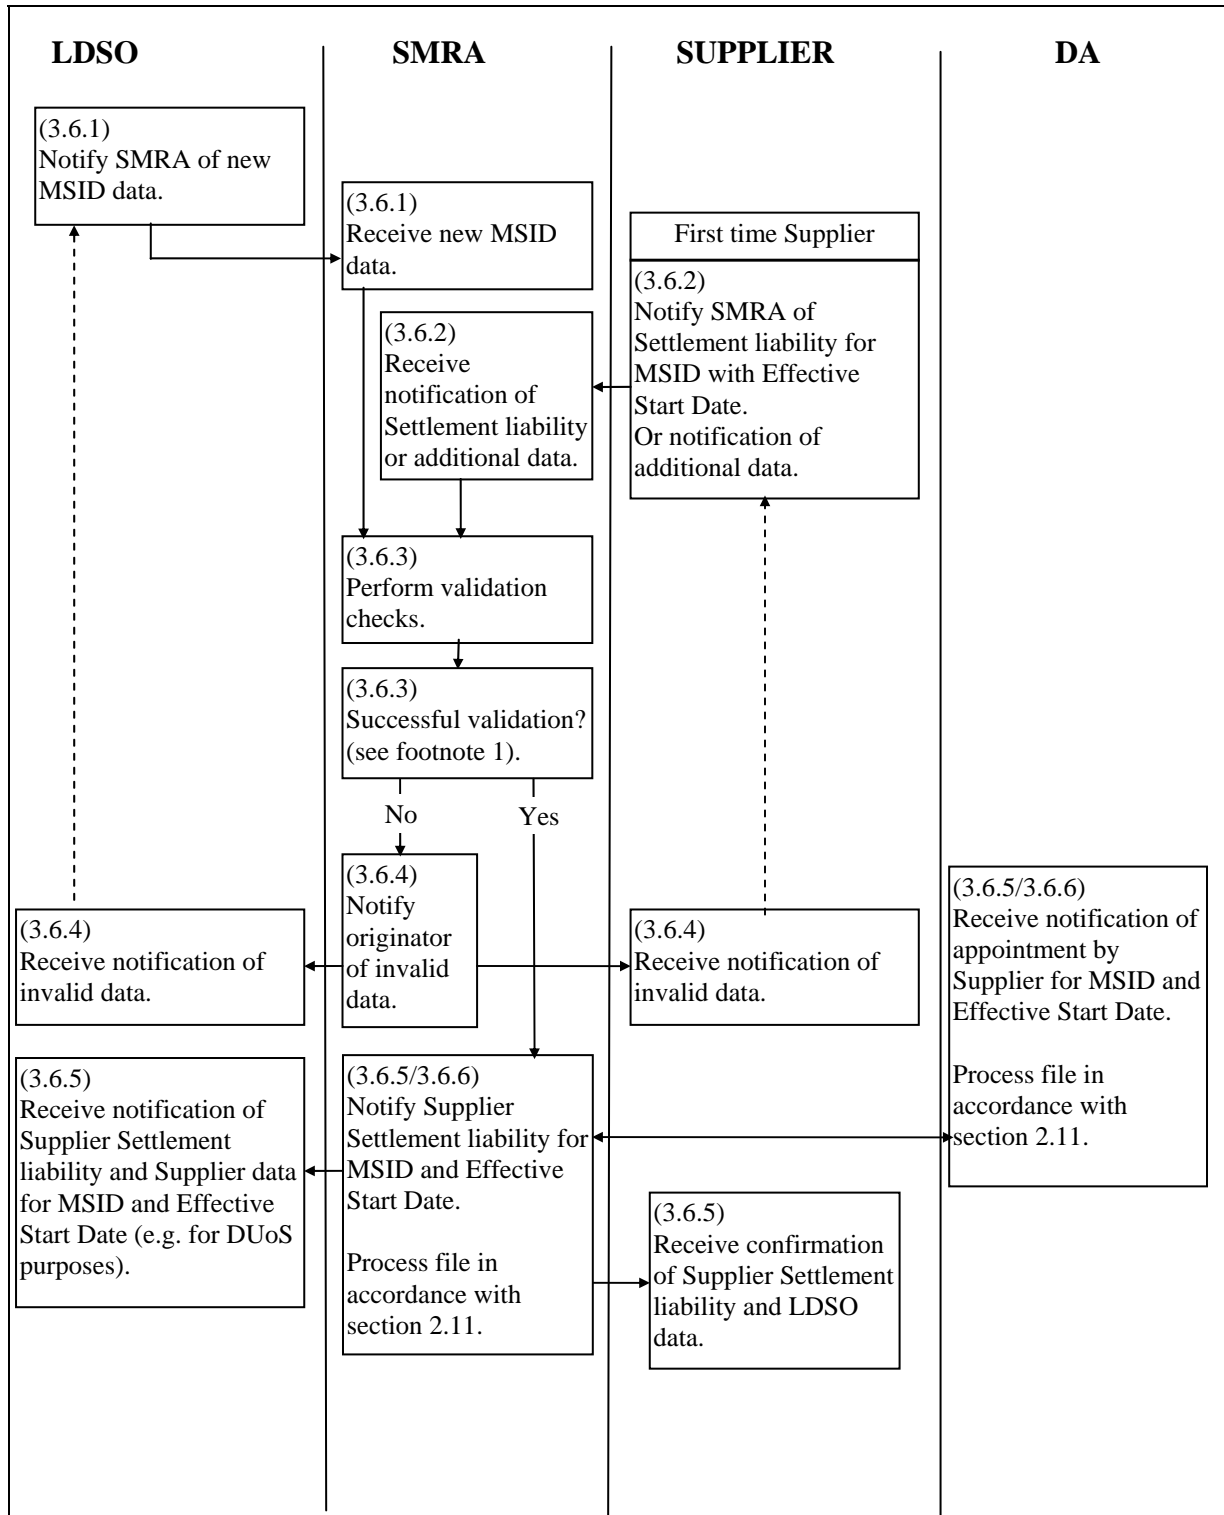 LDSO
SMRA
SUPPLIER
DA
(3.6.1)
Notify SMRA of new
MSID data.
(3.6.1)
Receive new MSID
data.
First time Supplier
(3.6.2)
Notify SMRA of
Settlement liability for
MSID with Effective
Start Date.
Or notification of
additional data.
(3.6.2)
Receive
notification of
Settlement liability
or additional data.
(3.6.3)
Perform validation
checks.
(3.6.3)
Successful validation?
(see footnote 1).
No
Yes
(3.6.4)
Notify
originator
of invalid
data.
(3.6.4)
Receive notification of
invalid data.
(3.6.4)
Receive notification of
invalid data.
(3.6.5/3.6.6)
Receive notification of
appointment by
Supplier for MSID and
Effective Start Date.
Process file in
accordance with
section 2.11.
(3.6.5)
Receive notification of
Supplier Settlement
liability and Supplier data
for MSID and Effective
Start Date (e.g. for DUoS
purposes).
(3.6.5/3.6.6)
Notify Supplier
Settlement liability for
MSID and Effective
Start Date.
Process file in
accordance with
section 2.11.
(3.6.5)
Receive confirmation
of Supplier Settlement
liability and LDSO
data.